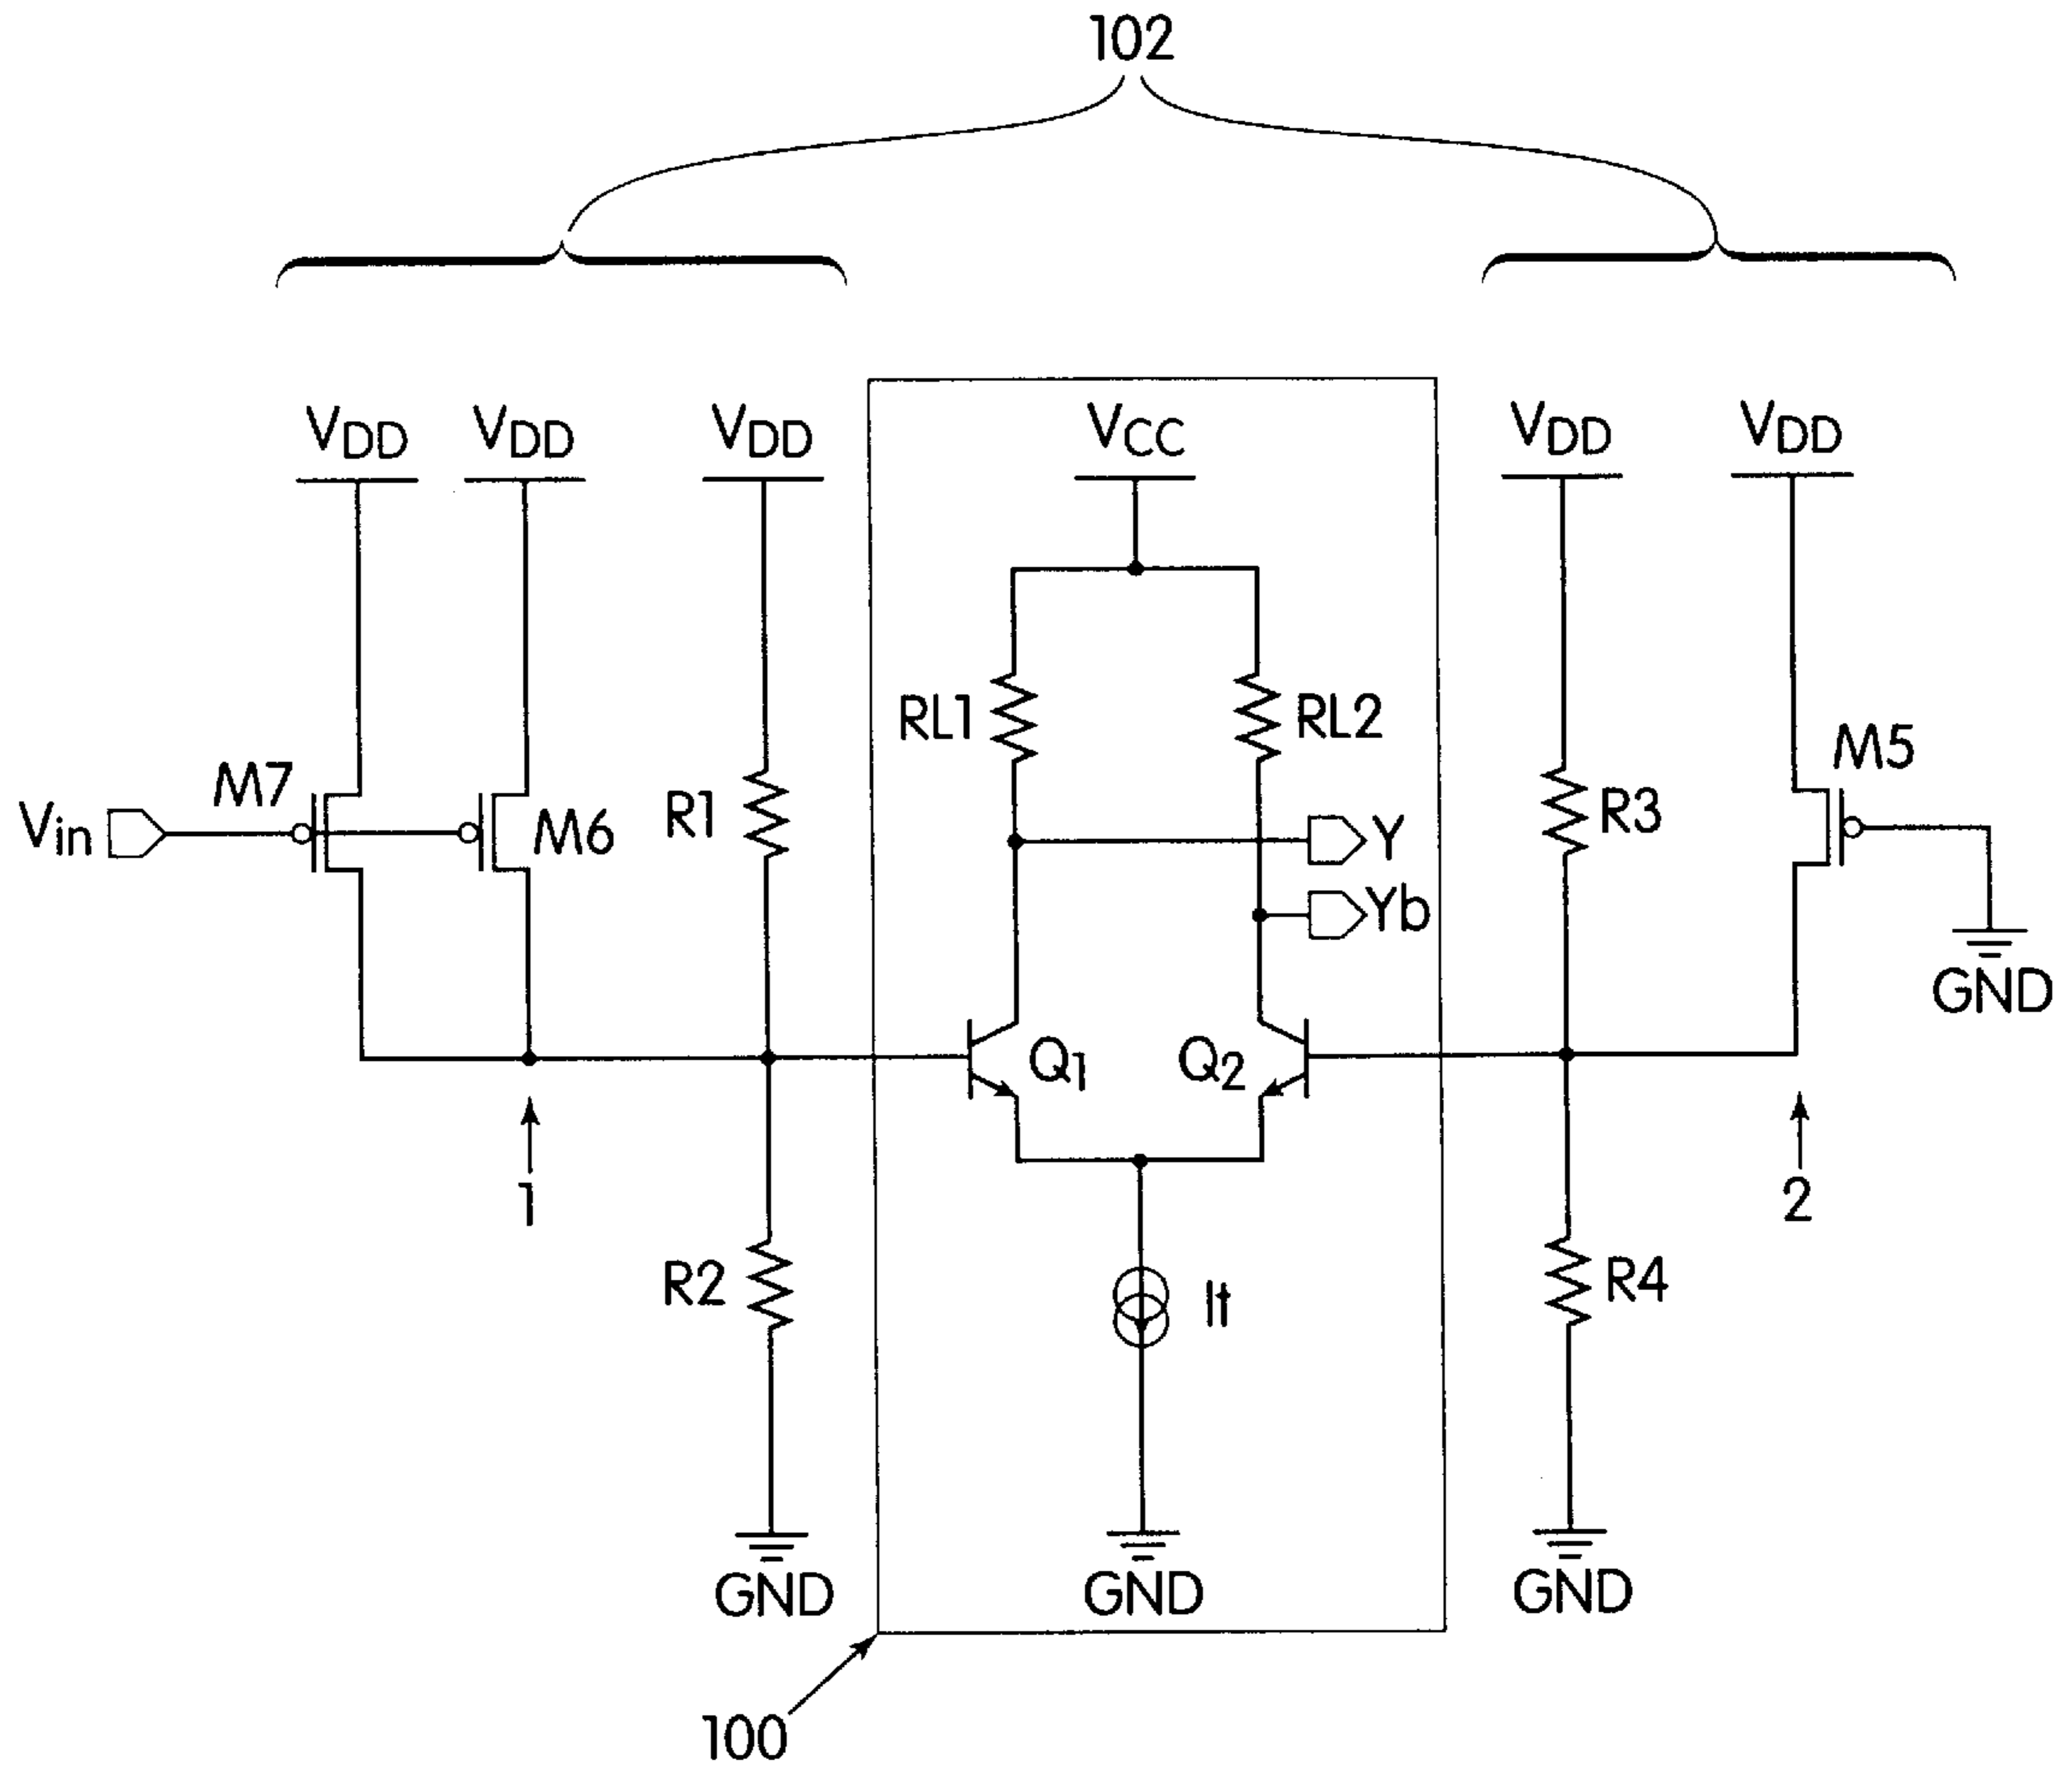 102
VDD VDD VDD VCC VDD VDD
RL1 RL2
M5
M7
Vin M6 R1 R3
Y
Yb
GND
Q1 Q2
1 2
R2 It R4
GND GND GND
100